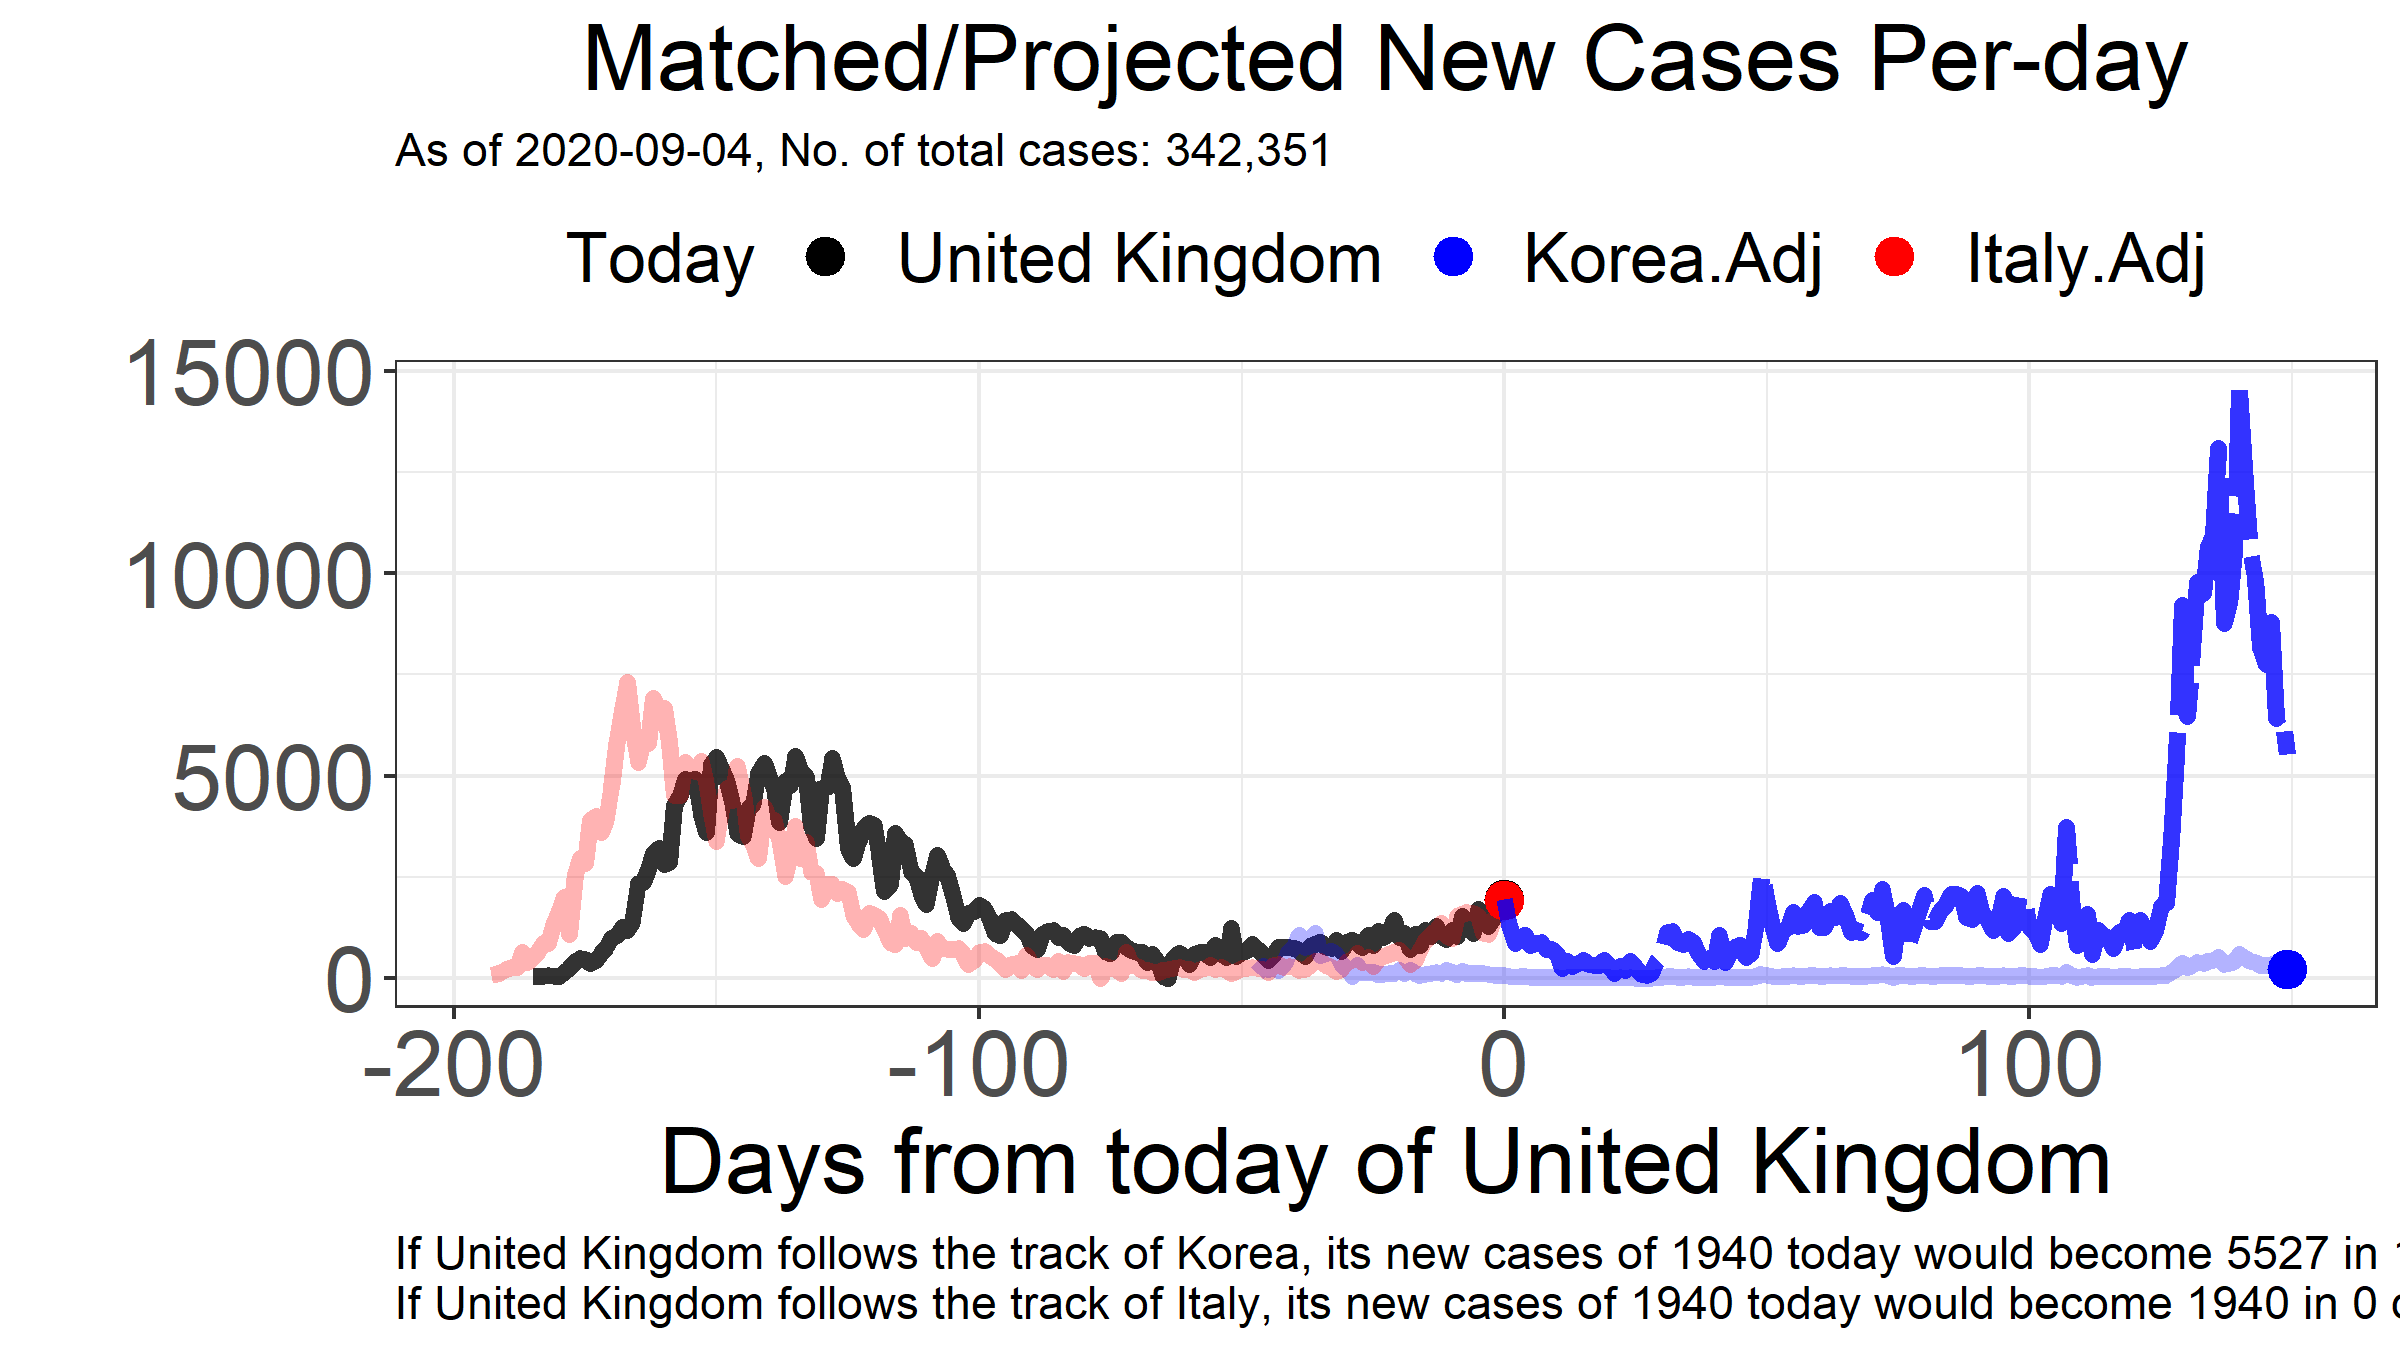 Matched/Projected New Cases Per-day
As of 2020-09-04, No. of total cases: 342,351
Today United Kingdom Korea.Adj Italy.Adj
15000
10000
5000
0
-200 -100 0 100
Days from today of United Kingdom
If United Kingdom follows the track of Korea, its new cases of 1940 today would become 5527 in
If United Kingdom follows the track of Italy, its new cases of 1940 today would become 1940 in 0